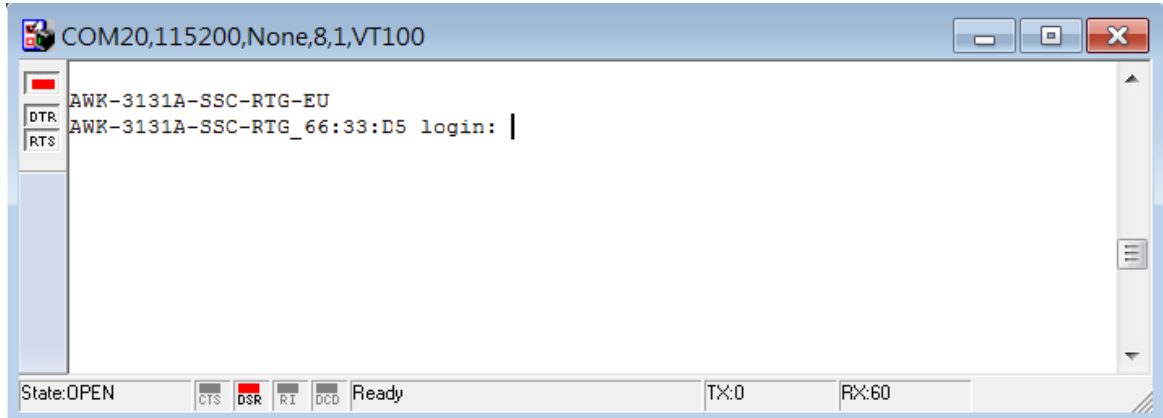 COM20,115200,None,8,1,VT100
DTR
RTS
AWK-3131A-SSC-RTG-EU
AWK-3131A-SSC-RTG_66:33:D5 login:
State:OPEN CTS DSR RI DCD Ready TX:0 RX:60